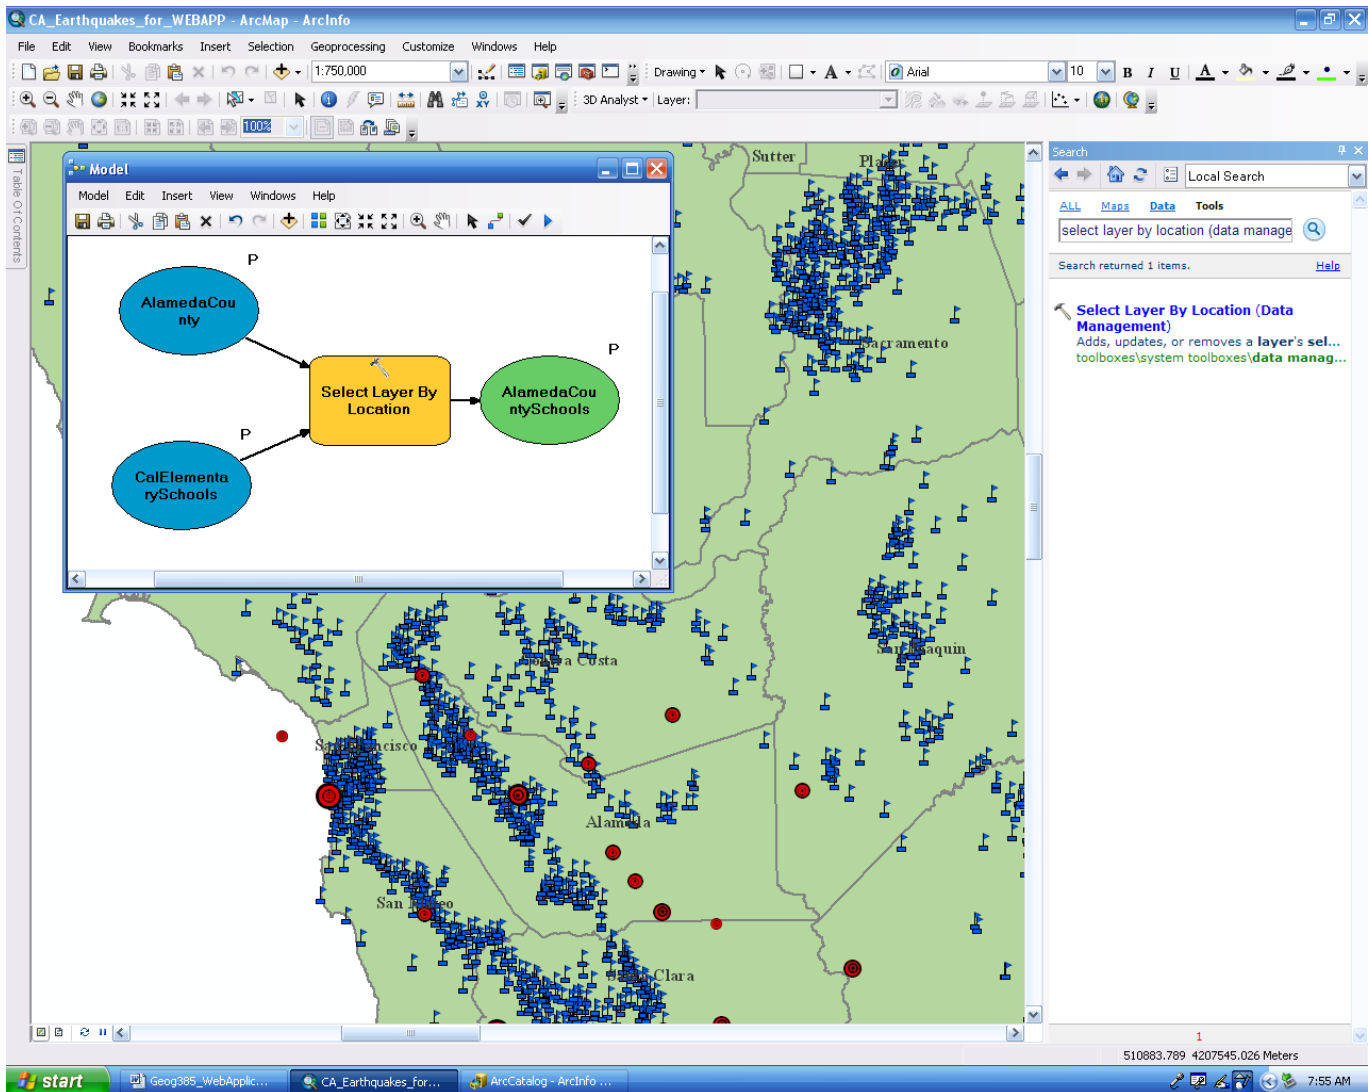 CA_Earthquakes_for_WEBAPP - ArcMap - ArcInfo
File Edit View Bookmarks Insert Selection Geoprocessing Customize Windows Help
1:750,000
Drawing
A
Arial
10
B I U A
3D Analyst
Layer:
100%
Table Of Contents
Model
Model Edit Insert View Windows Help
P
AlamedaCou
nty
Select Layer By
Location
P
AlamedaCou
ntySchools
P
CalElementa
rySchools
Sutter
Placer
Sacramento
Contra Costa
San Joaquin
San Francisco
Alameda
San Mateo
Santa Clara
Search
Local Search
ALL Maps Data Tools
select layer by location (data manage
Search returned 1 items. Help
Select Layer By Location (Data
Management)
Adds, updates, or removes a layer's sel...
toolboxes\system toolboxes\data manag...
1
510883.789 4207545.026 Meters
start
Geog385_WebApplic...
CA_Earthquakes_for...
ArcCatalog - ArcInfo ...
7:55 AM